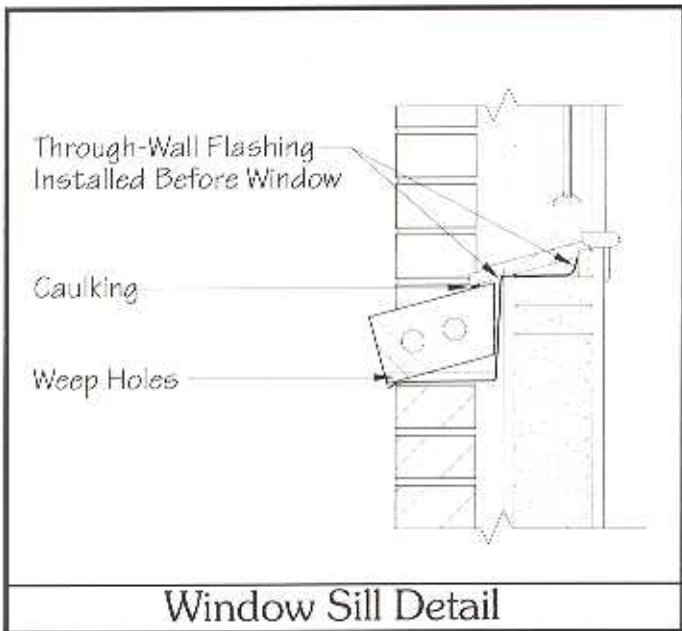 Through-Wall Flashing
Installed Before Window
Caulking
Weep Holes
Window Sill Detail